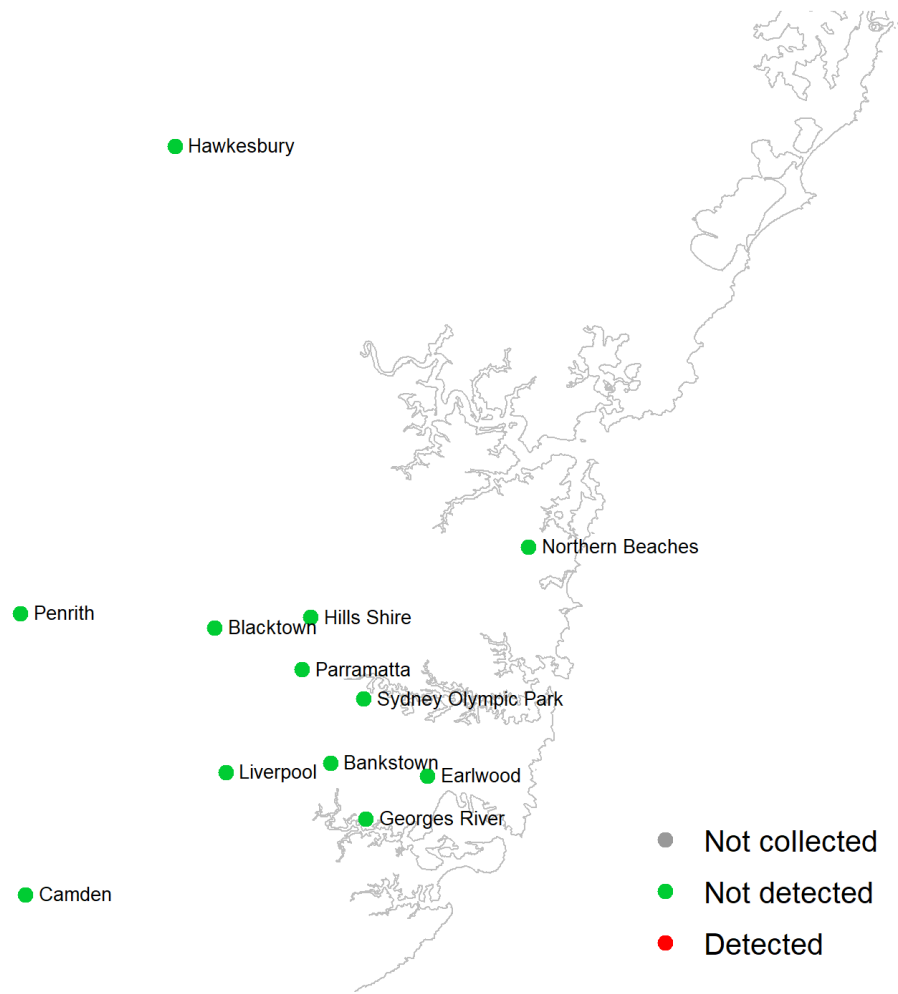 Hawkesbury
Northern Beaches
Penrith
Hills Shire
Blacktown
Parramatta
Sydney Olympic Park
Bankstown
Liverpool
Earlwood
Georges River
Camden
Not collected
Not detected
Detected